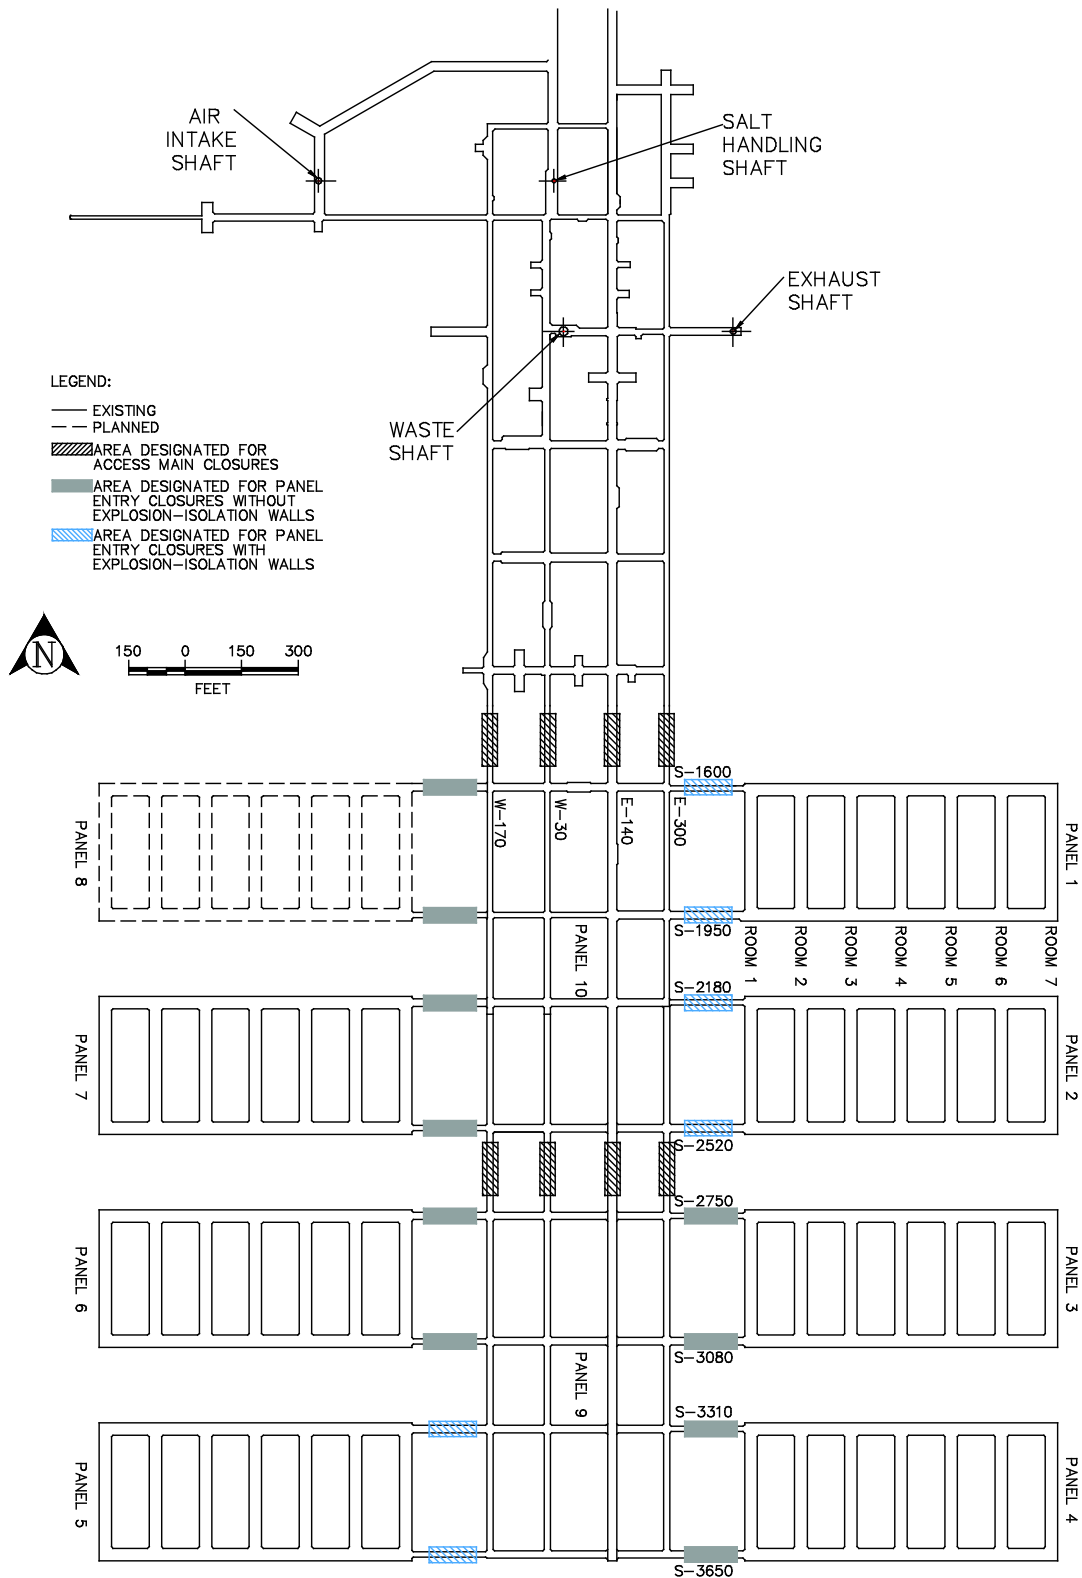 AIR
INTAKE
SHAFT
SALT
HANDLING
SHAFT
EXHAUST
SHAFT
WASTE
SHAFT
LEGEND:
EXISTING
PLANNED
AREA DESIGNATED FOR
ACCESS MAIN CLOSURES
AREA DESIGNATED FOR PANEL
ENTRY CLOSURES WITHOUT
EXPLOSION-ISOLATION WALLS
AREA DESIGNATED FOR PANEL
ENTRY CLOSURES WITH
EXPLOSION-ISOLATION WALLS
N
150 0 150 300
FEET
S-1600
W-170
W-30
E-140
E-300
PANEL 8
PANEL 1
S-1950
PANEL 10
ROOM 1
ROOM 2
ROOM 3
ROOM 4
ROOM 5
ROOM 6
ROOM 7
S-2180
PANEL 7
PANEL 2
S-2520
S-2750
PANEL 6
PANEL 3
S-3080
PANEL 9
S-3310
PANEL 5
PANEL 4
S-3650